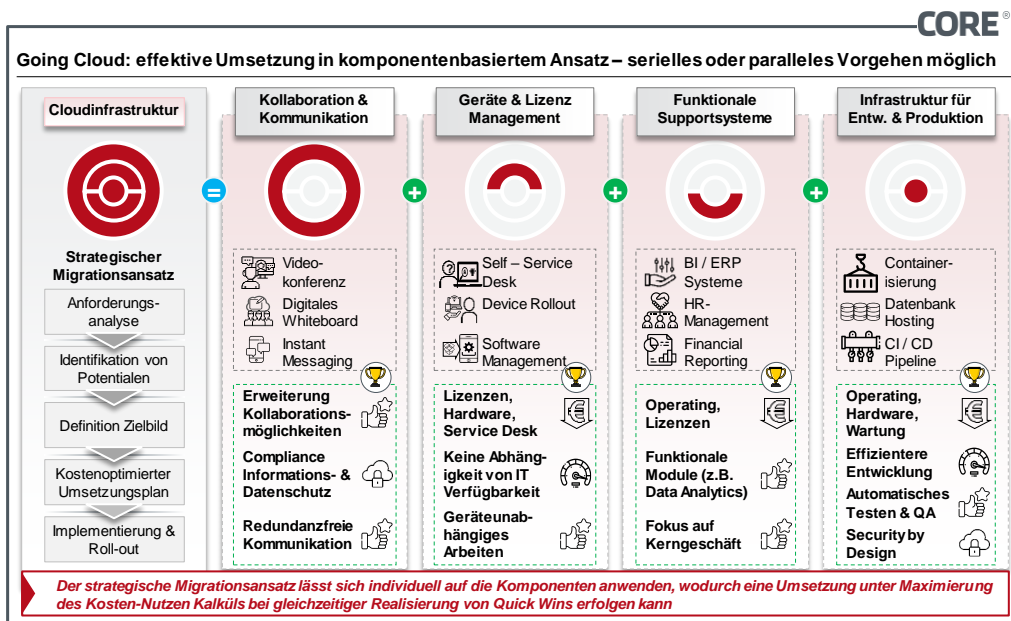 CORE®
Going Cloud: effektive Umsetzung in komponentenbasiertem Ansatz – serielles oder paralleles Vorgehen möglich
Cloudinfrastruktur
Strategischer
Migrationsansatz
Anforderungs-
analyse
Identifikation von
Potentialen
Definition Zielbild
Kostenoptimierter
Umsetzungsplan
Implementierung &
Roll-out
=
Kollaboration &
Kommunikation
Video-
konferenz
Digitales
Whiteboard
Instant
Messaging
Erweiterung
Kollaborations-
möglichkeiten
Compliance
Informations- &
Datenschutz
Redundanzfreie
Kommunikation
+
Geräte & Lizenz
Management
Self – Service
Desk
Device Rollout
Software
Management
Lizenzen,
Hardware,
Service Desk
Keine Abhän-
gigkeit von IT
Verfügbarkeit
Geräteunab-
hängiges
Arbeiten
+
Funktionale
Supportsysteme
BI / ERP
Systeme
HR-
Management
Financial
Reporting
Operating,
Lizenzen
Funktionale
Module (z.B.
Data Analytics)
Fokus auf
Kerngeschäft
+
Infrastruktur für
Entw. & Produktion
Container-
isierung
Datenbank
Hosting
CI / CD
Pipeline
Operating,
Hardware,
Wartung
Effizientere
Entwicklung
Automatisches
Testen & QA
Security by
Design
Der strategische Migrationsansatz lässt sich individuell auf die Komponenten anwenden, wodurch eine Umsetzung unter Maximierung
des Kosten-Nutzen Kalküls bei gleichzeitiger Realisierung von Quick Wins erfolgen kann